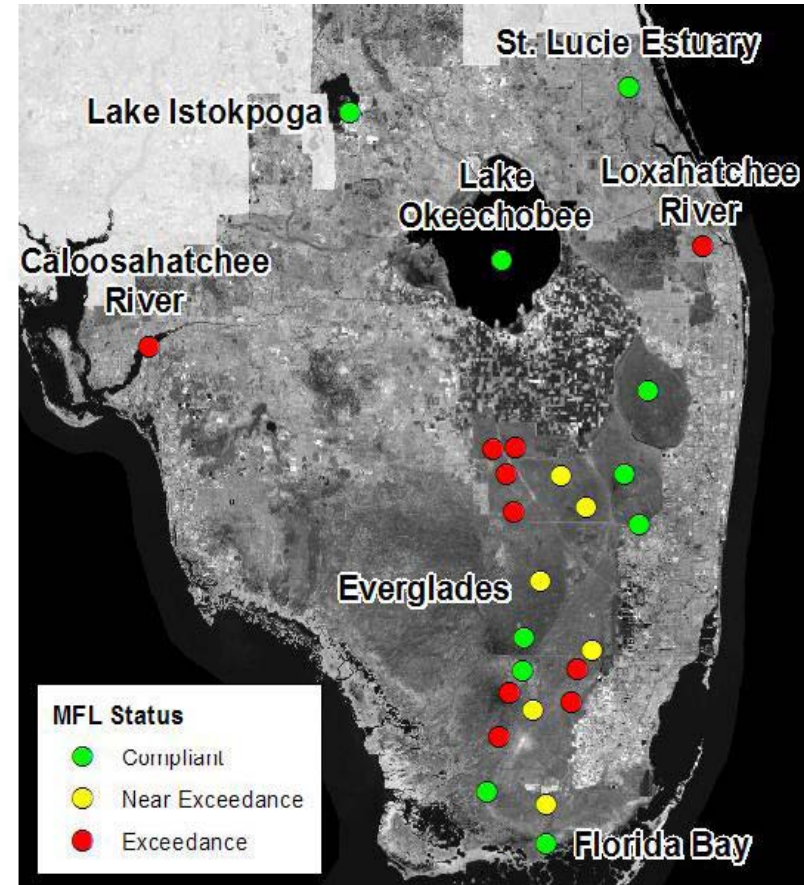 St. Lucie Estuary
Lake Istokpoga
Lake
Okeechobee
Loxahatchee
River
Caloosahatchee
River
Everglades
MFL Status
Compliant
Near Exceedance
Exceedance
Florida Bay